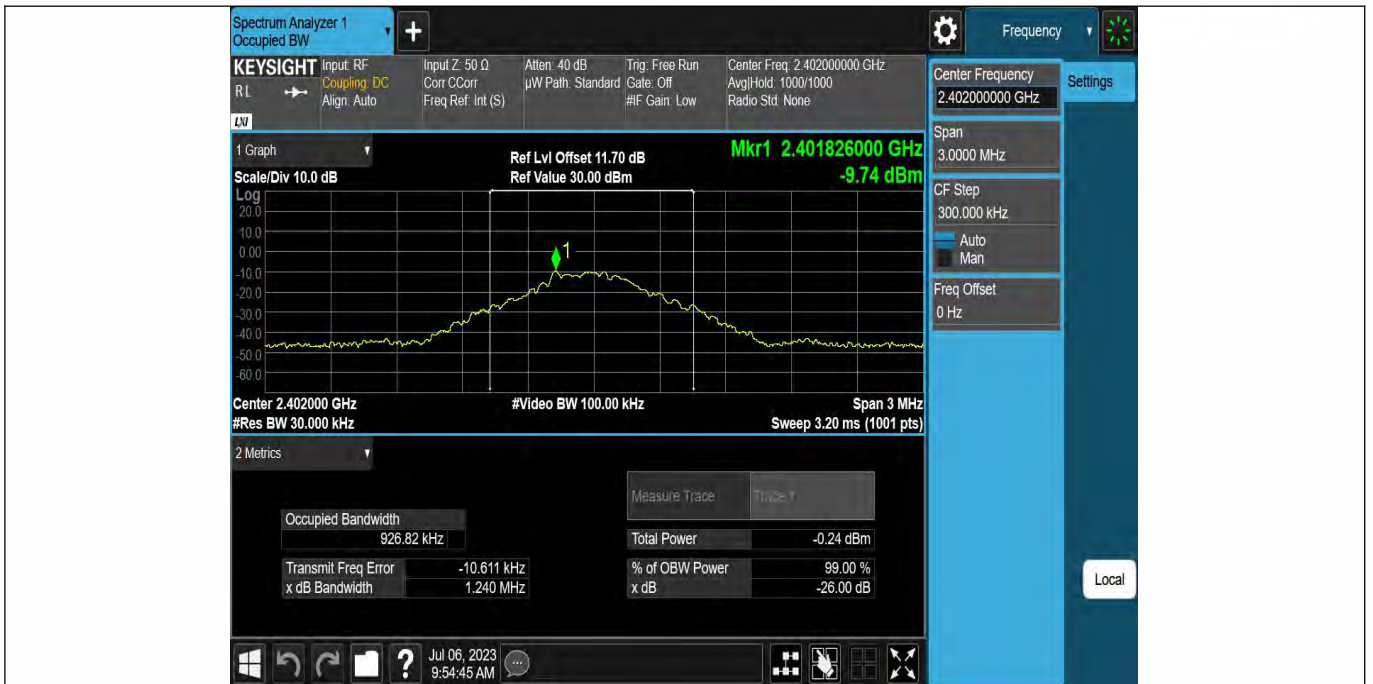 Spectrum Analyzer 1
Occupied BW
+
Frequency
KEYSIGHT
R L
LXI
Input: RF
Coupling: DC
Align: Auto
Input Z: 50 Ω
Corr CCorr
Freq Ref: Int (S)
Atten: 40 dB
µW Path: Standard
Trig: Free Run
Gate: Off
#IF Gain: Low
Center Freq: 2.402000000 GHz
Avg|Hold: 1000/1000
Radio Std: None
Center Frequency
2.402000000 GHz
Settings
Span
3.0000 MHz
CF Step
300.000 kHz
Auto
Man
Freq Offset
0 Hz
Local
1 Graph
Scale/Div 10.0 dB
Ref Lvl Offset 11.70 dB
Ref Value 30.00 dBm
Mkr1 2.401826000 GHz
-9.74 dBm
Log
20.0
10.0
0.00
-10.0
-20.0
-30.0
-40.0
-50.0
-60.0
1
Center 2.402000 GHz
#Res BW 30.000 kHz
#Video BW 100.00 kHz
Span 3 MHz
Sweep 3.20 ms (1001 pts)
2 Metrics
Measure Trace
Trace 1
Occupied Bandwidth
926.82 kHz
Total Power -0.24 dBm
Transmit Freq Error -10.611 kHz
% of OBW Power 99.00 %
x dB Bandwidth 1.240 MHz
x dB -26.00 dB
?
Jul 06, 2023
9:54:45 AM